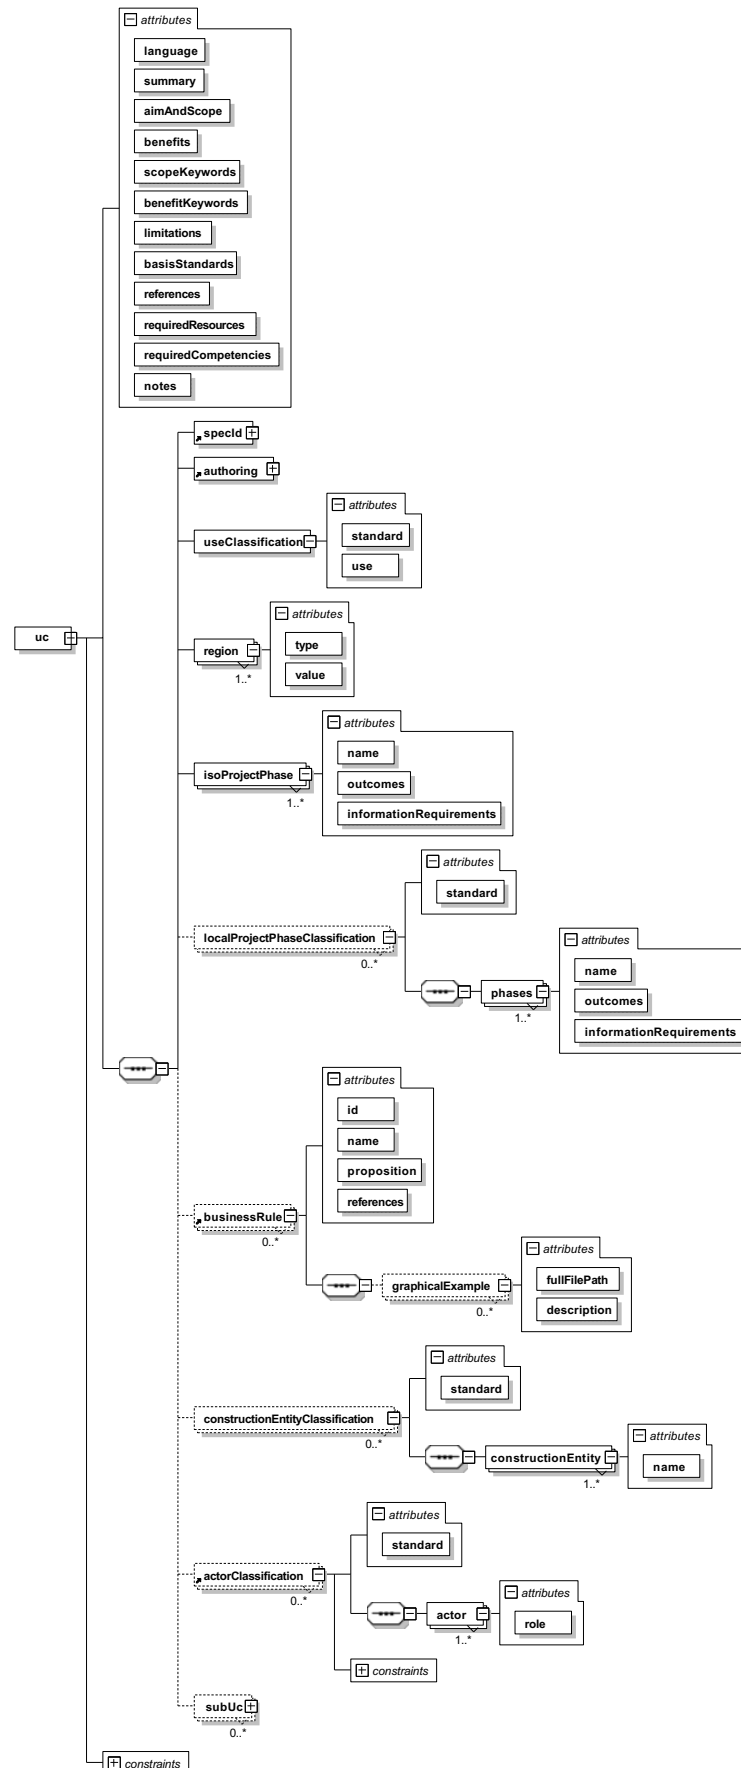 attributes
language
summary
aimAndScope
benefits
scopeKeywords
benefitKeywords
limitations
basisStandards
references
requiredResources
requiredCompetencies
notes
specId
authoring
attributes
useClassification
standard
use
attributes
uc
region
type
value
1..*
attributes
name
isoProjectPhase
outcomes
1..*
informationRequirements
attributes
standard
localProjectPhaseClassification
0..*
attributes
name
phases
outcomes
1..*
informationRequirements
attributes
id
name
proposition
references
businessRule
0..*
attributes
fullFilePath
graphicalExample
description
0..*
attributes
standard
constructionEntityClassification
0..*
attributes
constructionEntity
name
1..*
attributes
standard
actorClassification
0..*
attributes
actor
role
1..*
constraints
subUc
0..*
constraints